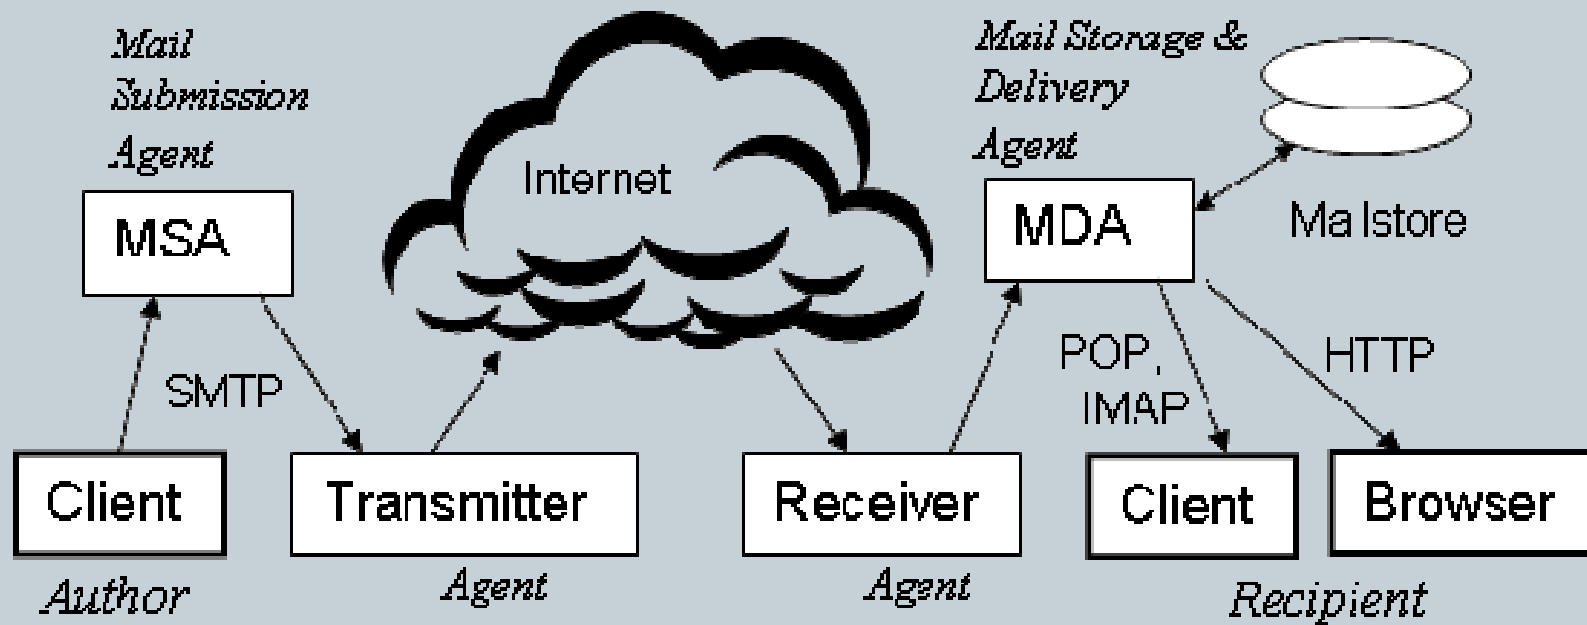 Mail
Submission
Agent
MSA
SMTP
Client
Author
Transmitter
Agent
Internet
Receiver
Agent
Mail Storage &
Delivery
Agent
MDA
Ma lstore
POP,
IMAP
HTTP
Client
Browser
Recipient